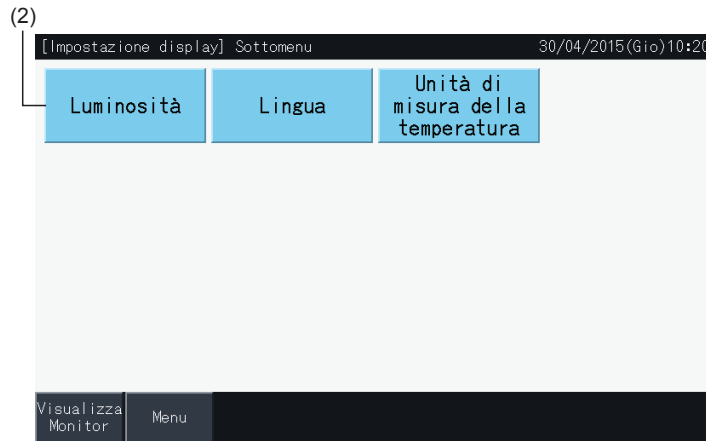 (2)
[Impostazione display] Sottomenu 30/04/2015(Gio)10:20
Luminosità
Lingua
Unità di
misura della
temperatura
Visualizza
Monitor
Menu